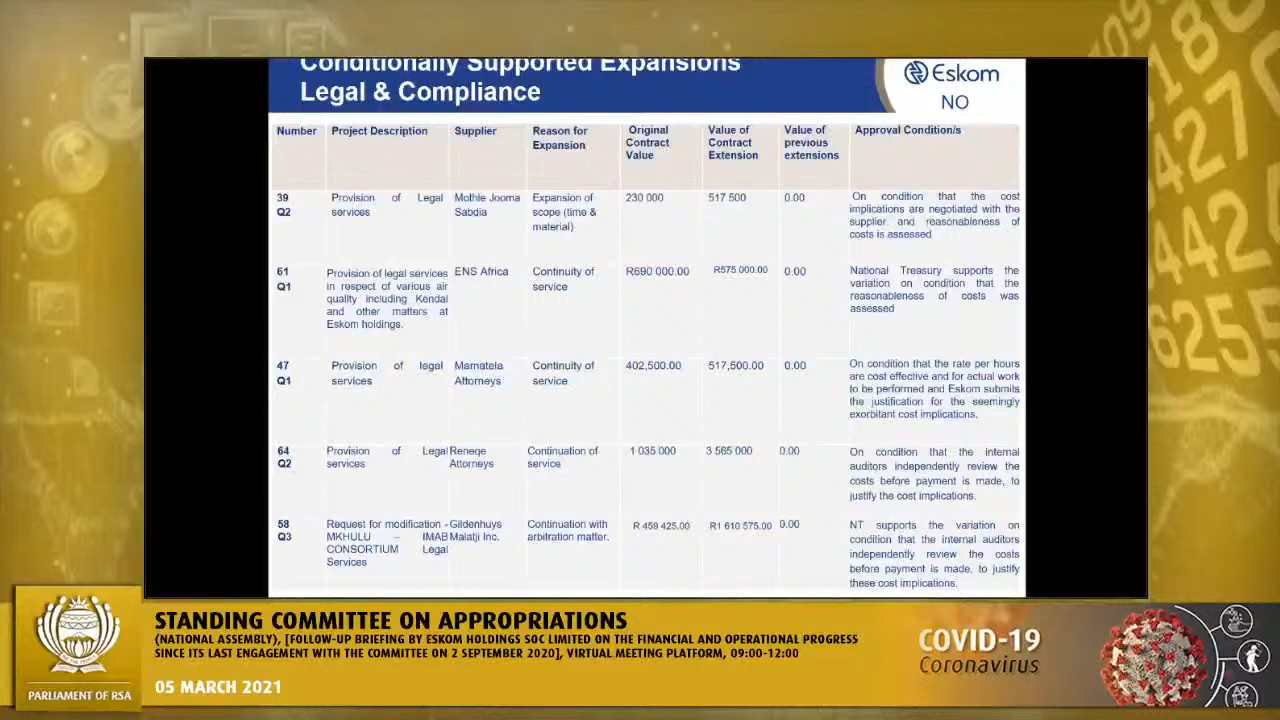 Conditionally Supported Expansions
Legal & Compliance
Eskom
NO
Number
Project Description
Supplier
Reason for
Expansion
Original
Contract
Value
Value of
Contract
Extension
Value of
previous
extensions
Approval Condition/s
39
Q2
Provision of Legal
services
Mothle Jooma
Sabdia
Expansion of
scope (time &
material)
230 000
517 500
0.00
On condition that the cost
implications are negotiated with the
supplier and reasonableness of
costs is assessed
61
Q1
Provision of legal services
in respect of various air
quality including Kendal
and other matters at
Eskom holdings.
ENS Africa
Continuity of
service
R690 000.00
R575 000.00
0.00
National Treasury supports the
variation on condition that the
reasonableness of costs was
assessed
47
Q1
Provision of legal
services
Mamatela
Attorneys
Continuity of
service
402,500.00
517,500.00
0.00
On condition that the rate per hours
are cost effective and for actual work
to be performed and Eskom submits
the justification for the seemingly
exorbitant cost implications.
64
Q2
Provision of Legal
services
Reneqe
Attorneys
Continuation of
service
1 035 000
3 565 000
0.00
On condition that the internal
auditors independently review the
costs before payment is made, to
justify the cost implications.
58
Q3
Request for modification -
MKHULU – IMAB
CONSORTIUM Legal
Services
Gildenhuys
Malatji Inc.
Continuation with
arbitration matter.
R 459 425.00
R1 610 575.00
0.00
NT supports the variation on
condition that the internal auditors
independently review the costs
before payment is made, to justify
these cost implications.
STANDING COMMITTEE ON APPROPRIATIONS
(NATIONAL ASSEMBLY), [FOLLOW-UP BRIEFING BY ESKOM HOLDINGS SOC LIMITED ON THE FINANCIAL AND OPERATIONAL PROGRESS
SINCE ITS LAST ENGAGEMENT WITH THE COMMITTEE ON 2 SEPTEMBER 2020], VIRTUAL MEETING PLATFORM, 09:00-12:00
05 MARCH 2021
PARLIAMENT OF RSA
COVID-19
Coronavirus